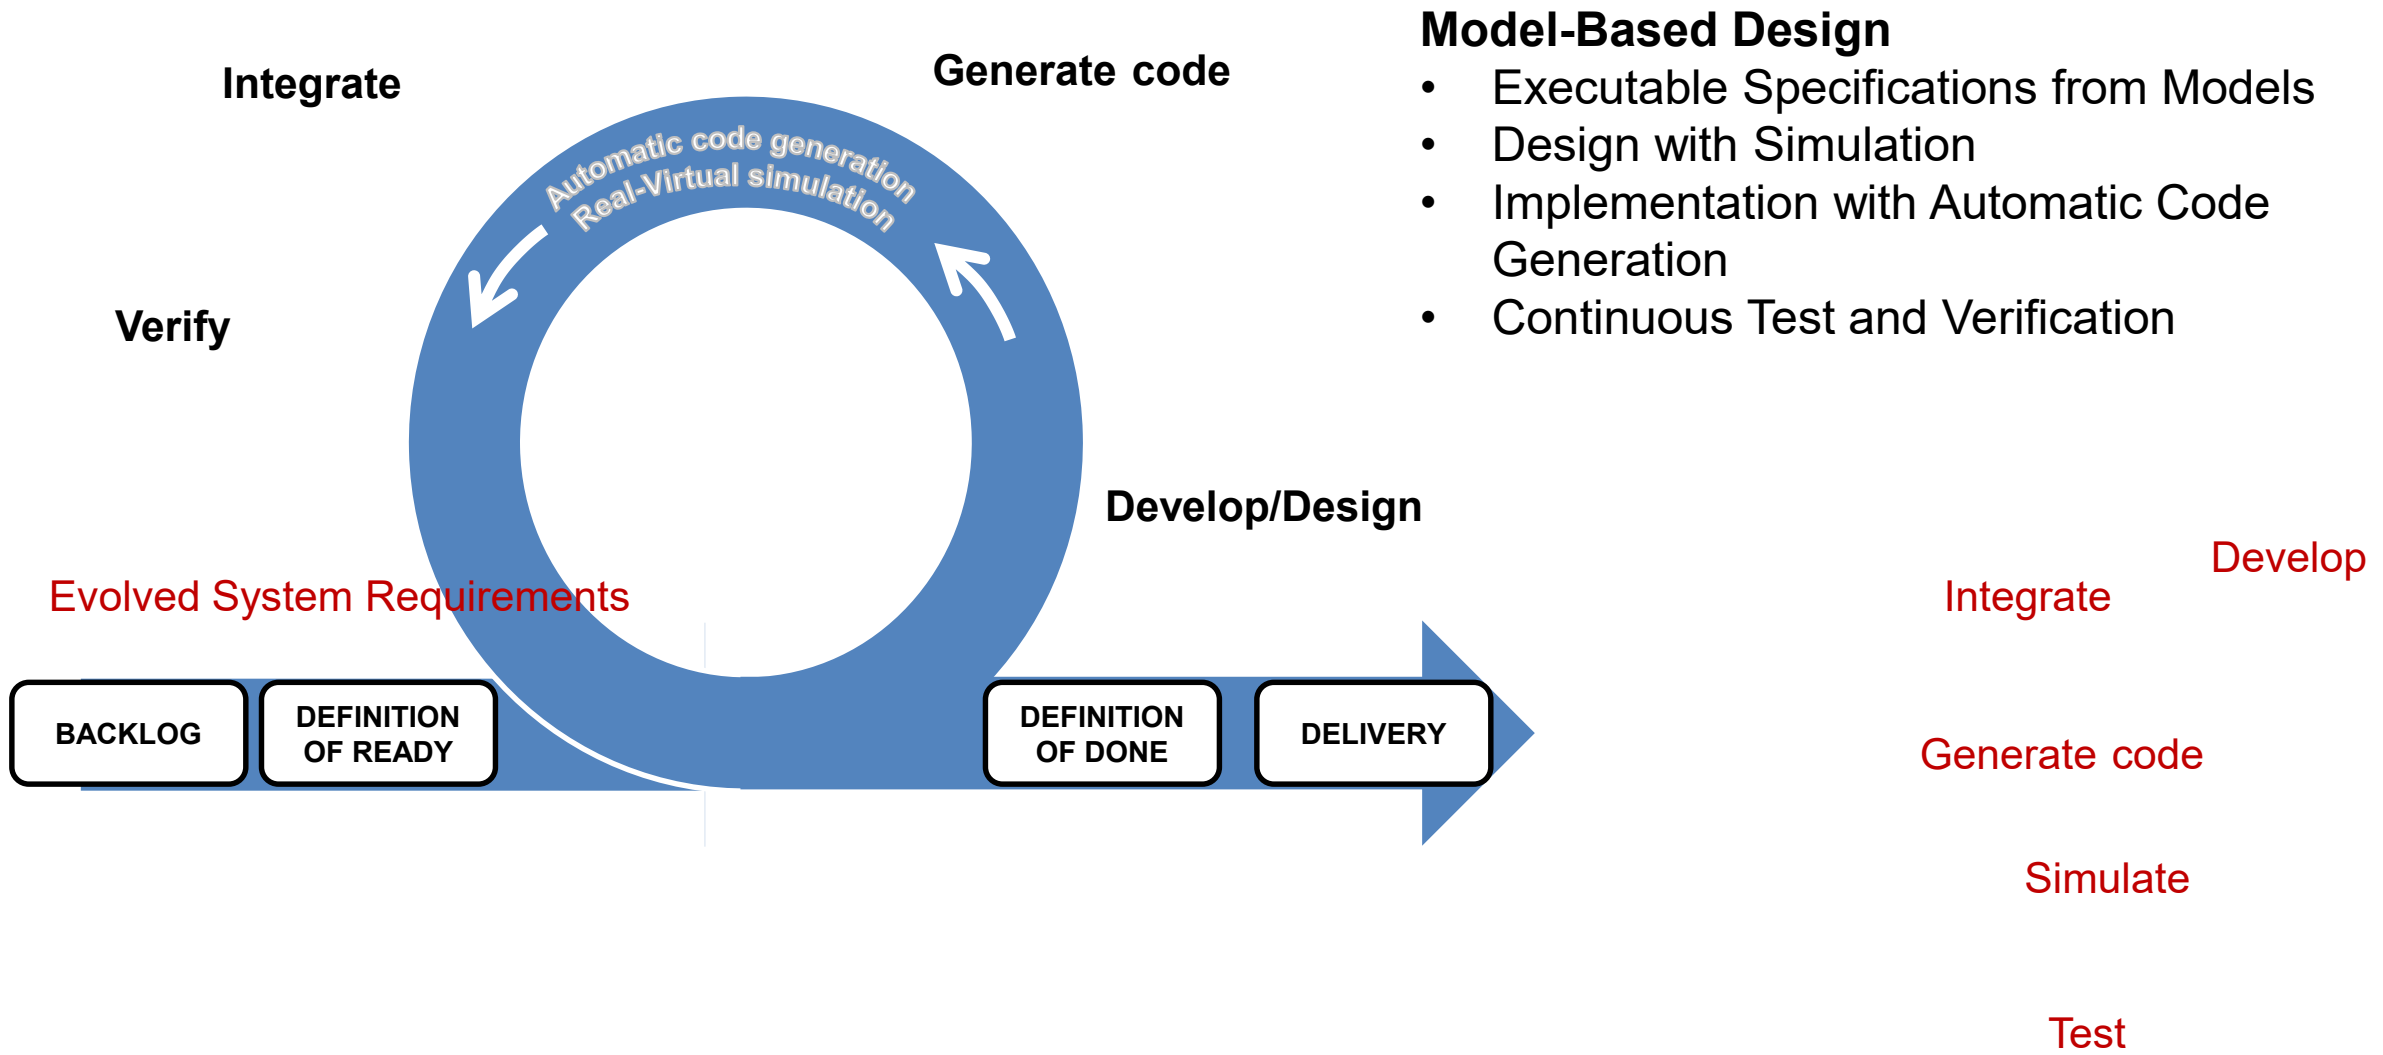 Integrate
Generate code
Automatic code generation
Real-Virtual simulation
Verify
Develop/Design
Evolved System Requirements
BACKLOG
DEFINITION
OF READY
DEFINITION
OF DONE
DELIVERY
Model-Based Design
• Executable Specifications from Models
• Design with Simulation
• Implementation with Automatic Code
Generation
• Continuous Test and Verification
Develop
Integrate
Generate code
Simulate
Test